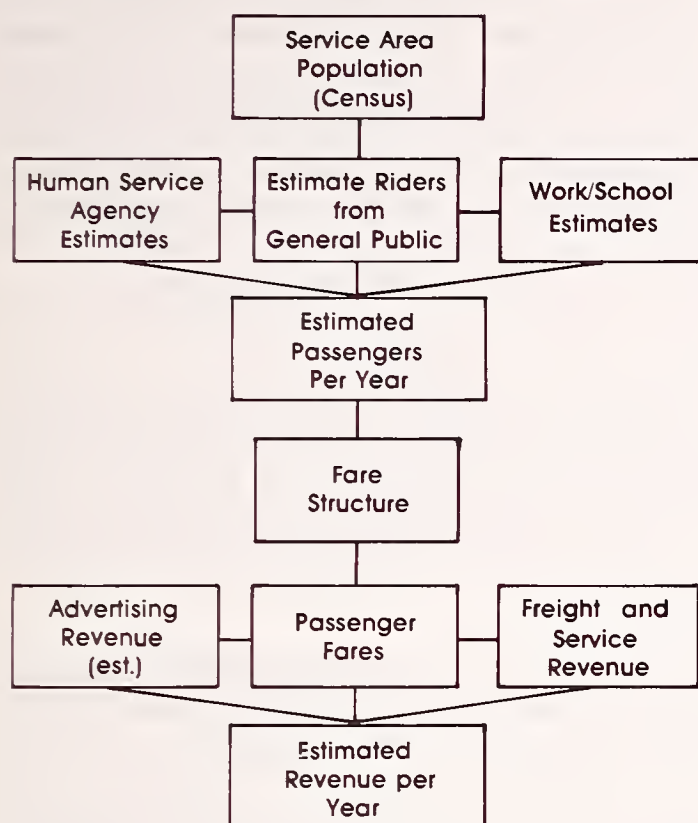 Service Area
Population
(Census)
Human Service
Agency
Estimates
Estimate Riders
from
General Public
Work/School
Estimates
Estimated
Passengers
Per Year
Fare
Structure
Advertising
Revenue
(est.)
Passenger
Fares
Freight and
Service
Revenue
Estimated
Revenue per
Year